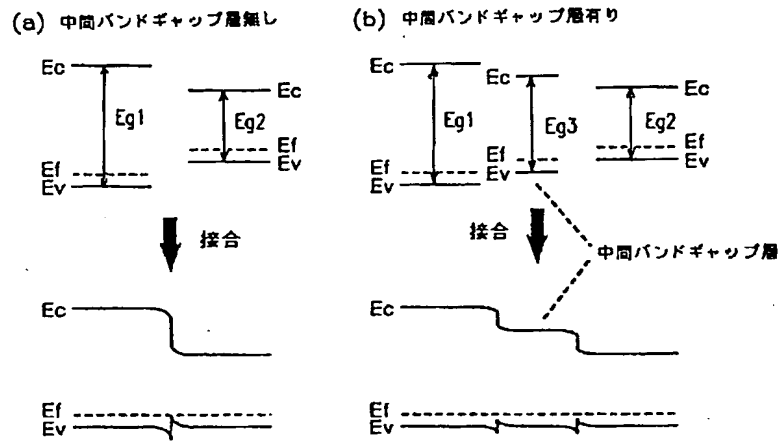 (a) 中間バンドギャップ層無し
Ec
Ec
Eg1
Eg2
Ef
Ef
Ev
Ev
接合
Ec
Ef
Ev
(b) 中間バンドギャップ層有り
Ec
Ec
Eg1
Eg3
Eg2
Ef
Ef
Ef
Ev
Ev
Ev
接合
中間バンドギャップ層
Ec
Ef
Ev